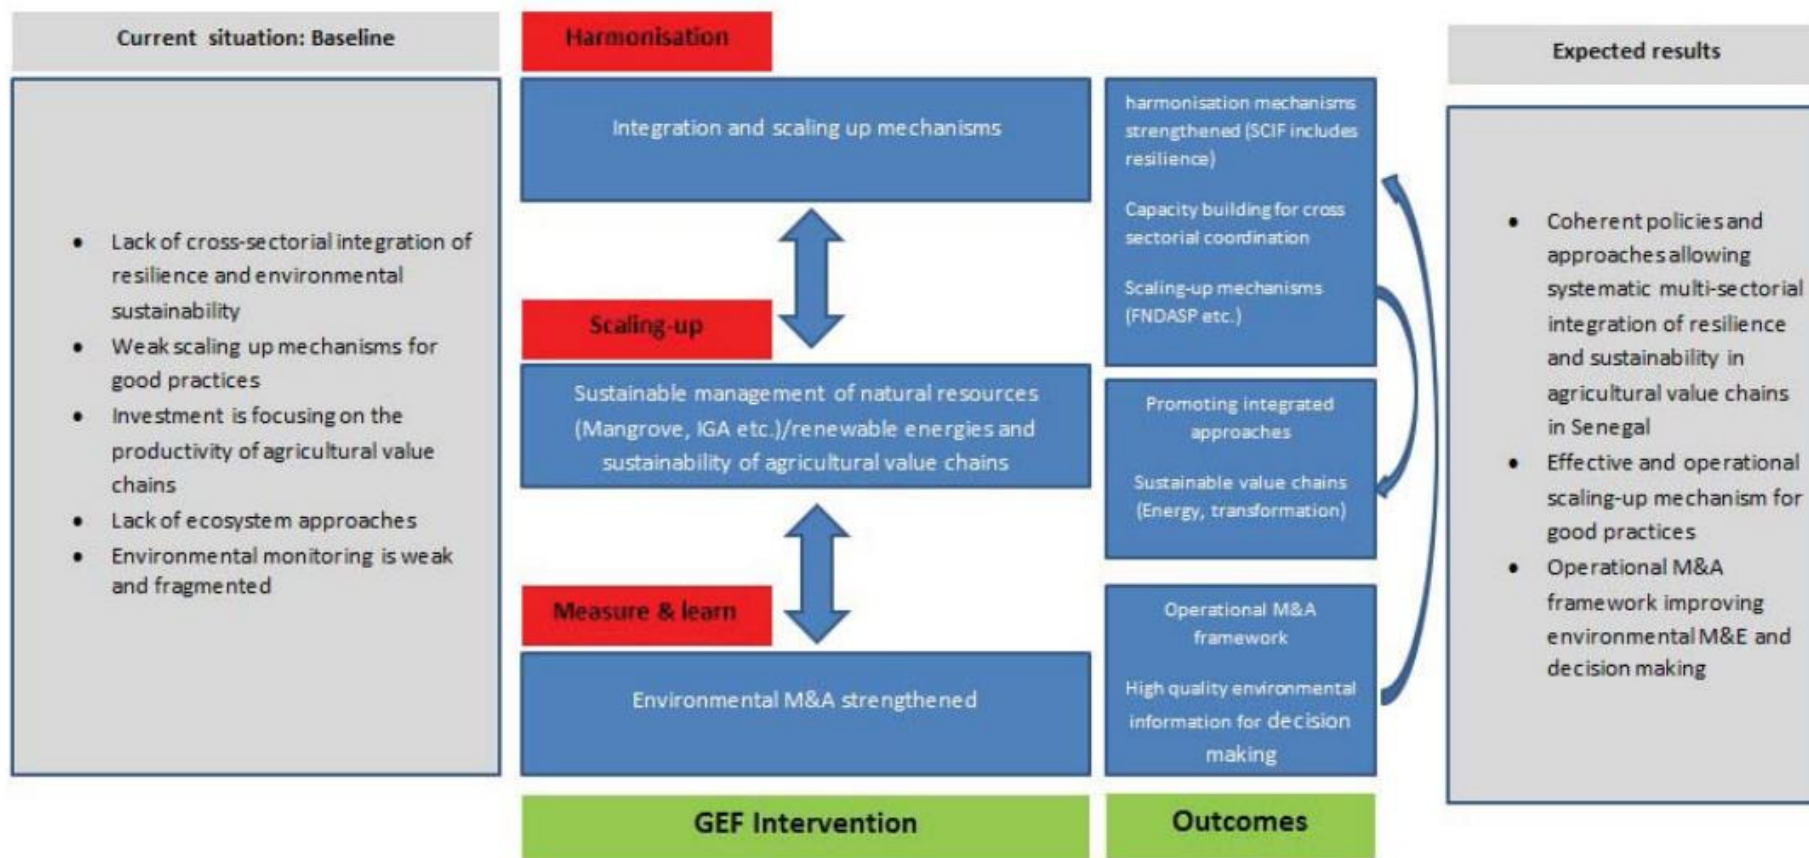 Current situation: Baseline
• Lack of cross-sectorial integration of
resilience and environmental
sustainability
• Weak scaling up mechanisms for
good practices
• Investment is focusing on the
productivity of agricultural value
chains
• Lack of ecosystem approaches
• Environmental monitoring is weak
and fragmented
Harmonisation
Integration and scaling up mechanisms
Scaling-up
Sustainable management of natural resources
(Mangrove, IGA etc.)/renewable energies and
sustainability of agricultural value chains
Measure & learn
Environmental M&A strengthened
GEF Intervention
harmonisation mechanisms
strengthened (SCIF includes
resilience)
Capacity building for cross
sectorial coordination
Scaling-up mechanisms
(FNDASP etc.)
Promoting integrated
approaches
Sustainable value chains
(Energy, transformation)
Operational M&A
framework
High quality environmental
information for decision
making
Outcomes
Expected results
• Coherent policies and
approaches allowing
systematic multi-sectorial
integration of resilience
and sustainability in
agricultural value chains
in Senegal
• Effective and operational
scaling-up mechanism for
good practices
• Operational M&A
framework improving
environmental M&E and
decision making